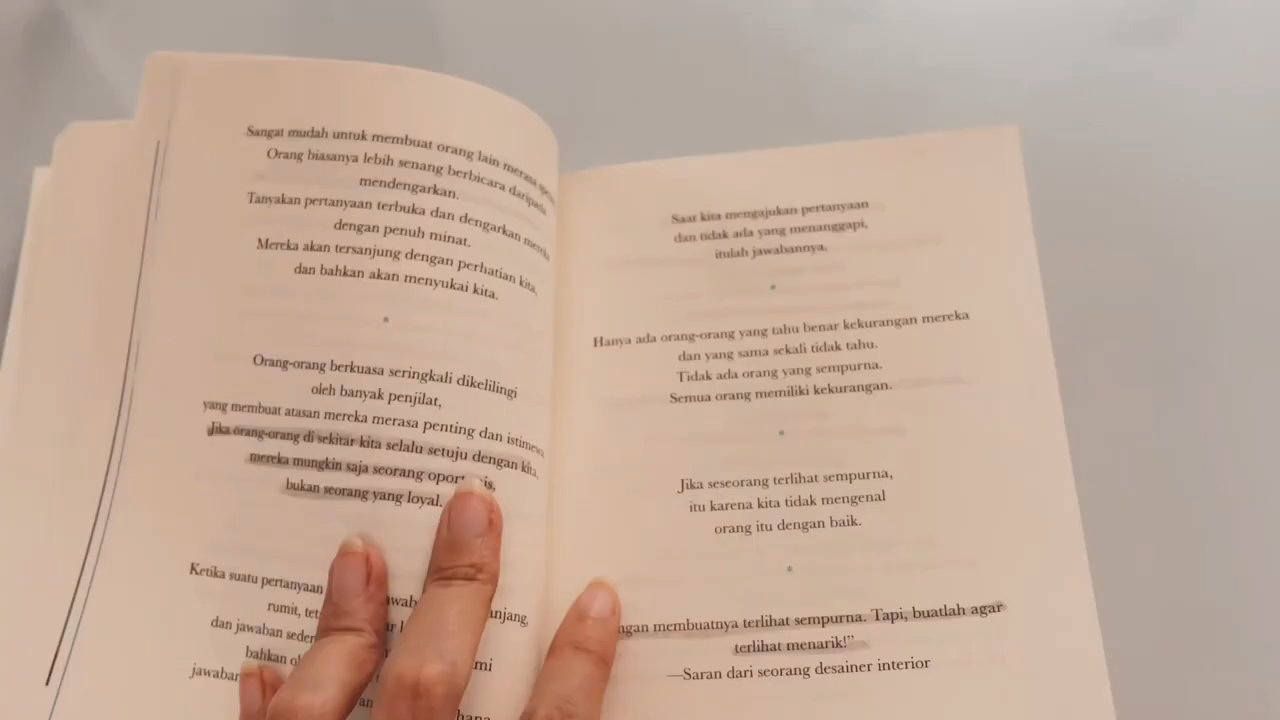 Sangat mudah untuk membuat orang lain merasa
Orang biasanya lebih senang berbicara daripada
mendengarkan.
Tanyakan pertanyaan terbuka dan dengarkan mereka
dengan penuh minat.
Mereka akan tersanjung dengan perhatian kita,
dan bahkan akan menyukai kita.
Orang-orang berkuasa seringkali dikelilingi
oleh banyak penjilat,
yang membuat atasan mereka merasa penting dan istimewa.
Jika orang-orang di sekitar kita selalu setuju dengan kita,
mereka mungkin saja seorang
bukan seorang yang loyal.
Ketika suatu pertanyaan
rumit,
dan jawaban
bahkan
Saat kita mengajukan pertanyaan
dan tidak ada yang menanggapi,
itulah jawabannya.
Hanya ada orang-orang yang tahu benar kekurangan mereka
dan yang sama sekali tidak tahu.
Tidak ada orang yang sempurna.
Semua orang memiliki kekurangan.
Jika seseorang terlihat sempurna,
itu karena kita tidak mengenal
orang itu dengan baik.
membuatnya terlihat sempurna. Tapi, buatlah agar
terlihat menarik!”
—Saran dari seorang desainer interior